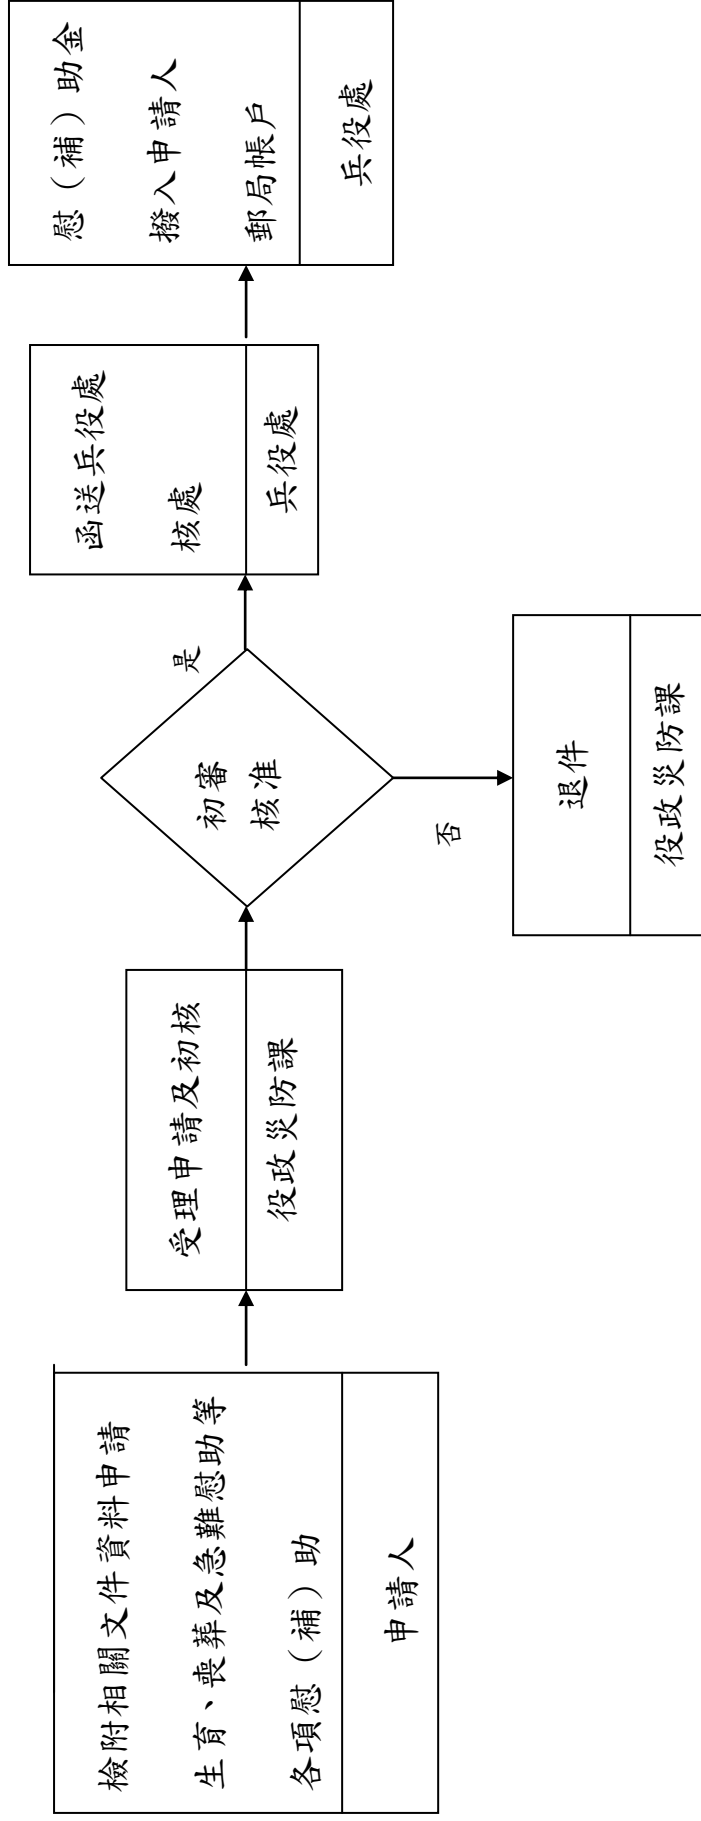 檢附相關文件資料申請
生育、喪葬及急難慰助等
各項慰（補）助
申請人
受理申請及初核
役政災防課
初審
核准
是
否
函送兵役處
核處
兵役處
慰（補）助金
撥入申請人
郵局帳戶
兵役處
退件
役政災防課